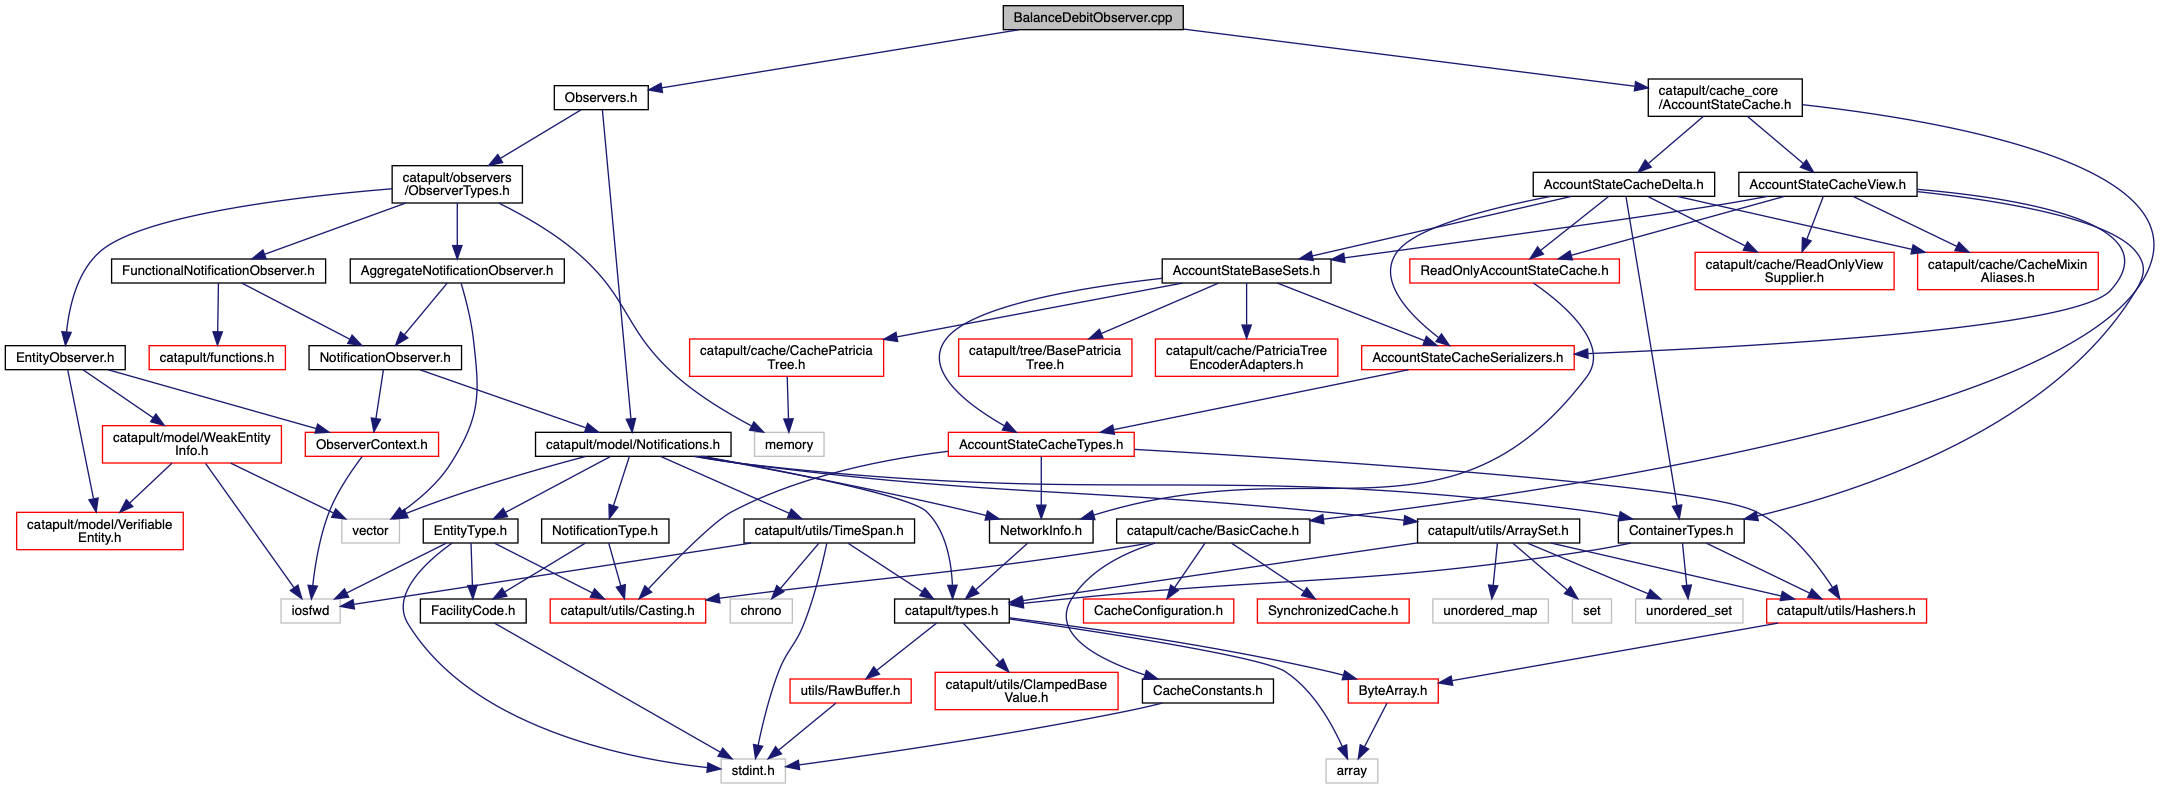 BalanceDebitObserver.cpp
Observers.h
catapult/cache_core
/AccountStateCache.h
catapult/observers
/ObserverTypes.h
AccountStateCacheDelta.h
AccountStateCacheView.h
FunctionalNotificationObserver.h
AggregateNotificationObserver.h
AccountStateBaseSets.h
ReadOnlyAccountStateCache.h
catapult/cache/ReadOnlyView
Supplier.h
catapult/cache/CacheMixin
Aliases.h
EntityObserver.h
catapult/functions.h
NotificationObserver.h
catapult/cache/CachePatricia
Tree.h
catapult/tree/BasePatricia
Tree.h
catapult/cache/PatriciaTree
EncoderAdapters.h
AccountStateCacheSerializers.h
catapult/model/WeakEntity
Info.h
ObserverContext.h
catapult/model/Notifications.h
memory
AccountStateCacheTypes.h
catapult/model/Verifiable
Entity.h
vector
EntityType.h
NotificationType.h
catapult/utils/TimeSpan.h
NetworkInfo.h
catapult/cache/BasicCache.h
catapult/utils/ArraySet.h
ContainerTypes.h
iosfwd
FacilityCode.h
catapult/utils/Casting.h
chrono
catapult/types.h
CacheConfiguration.h
SynchronizedCache.h
unordered_map
set
unordered_set
catapult/utils/Hashers.h
utils/RawBuffer.h
catapult/utils/ClampedBase
Value.h
CacheConstants.h
ByteArray.h
stdint.h
array